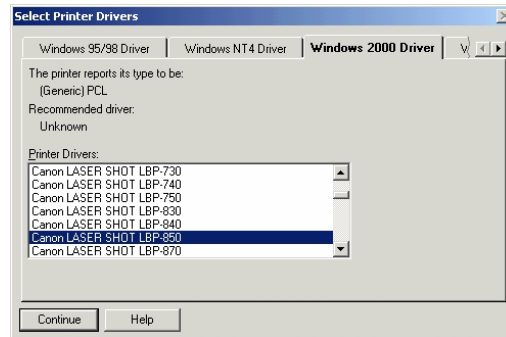 Select Printer Drivers
Windows 95/98 Driver
Windows NT4 Driver
Windows 2000 Driver
The printer reports its type to be:
(Generic) PCL
Recommended driver:
Unknown
Printer Drivers:
Canon LASER SHOT LBP-730
Canon LASER SHOT LBP-740
Canon LASER SHOT LBP-750
Canon LASER SHOT LBP-830
Canon LASER SHOT LBP-840
Canon LASER SHOT LBP-850
Canon LASER SHOT LBP-870
Continue
Help